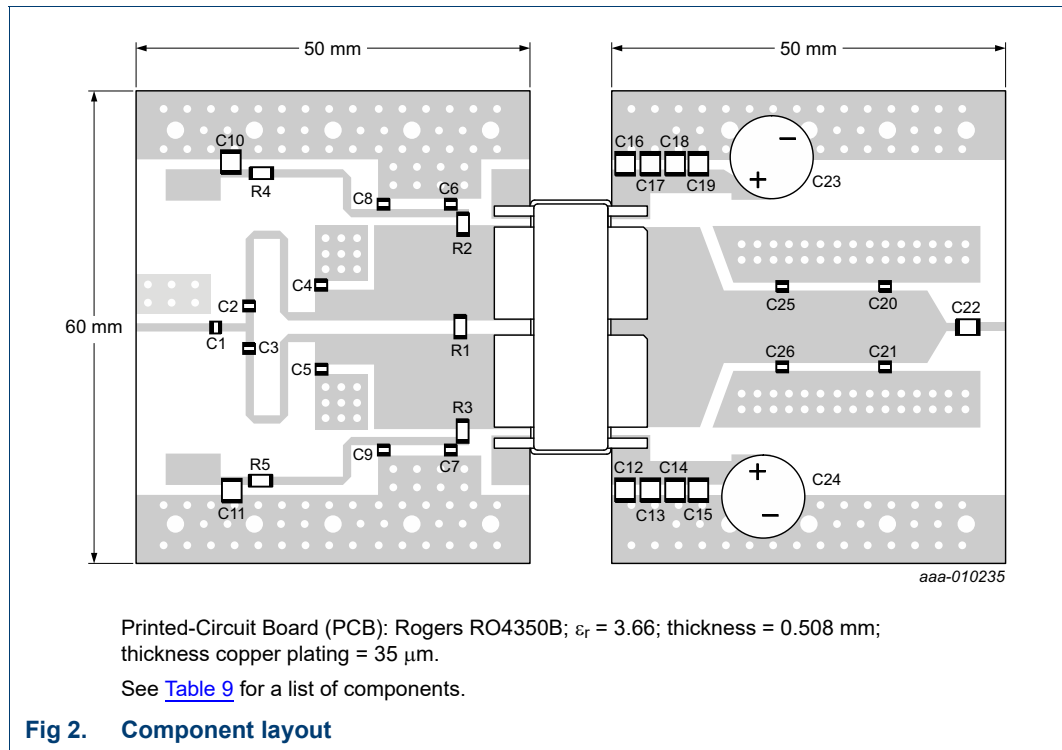 50 mm
50 mm
60 mm
C10
R4
C8
C6
R2
C4
C2
C1
C3
R1
C5
R3
C9
C7
R5
C11
C16
C18
C17
C19
C23
−
+
C25
C20
C22
C26
C21
C12
C14
C13
C15
C24
+
−
aaa-010235
Printed-Circuit Board (PCB): Rogers RO4350B; εr = 3.66; thickness = 0.508 mm;
thickness copper plating = 35 μm.
See Table 9 for a list of components.
Fig 2. Component layout